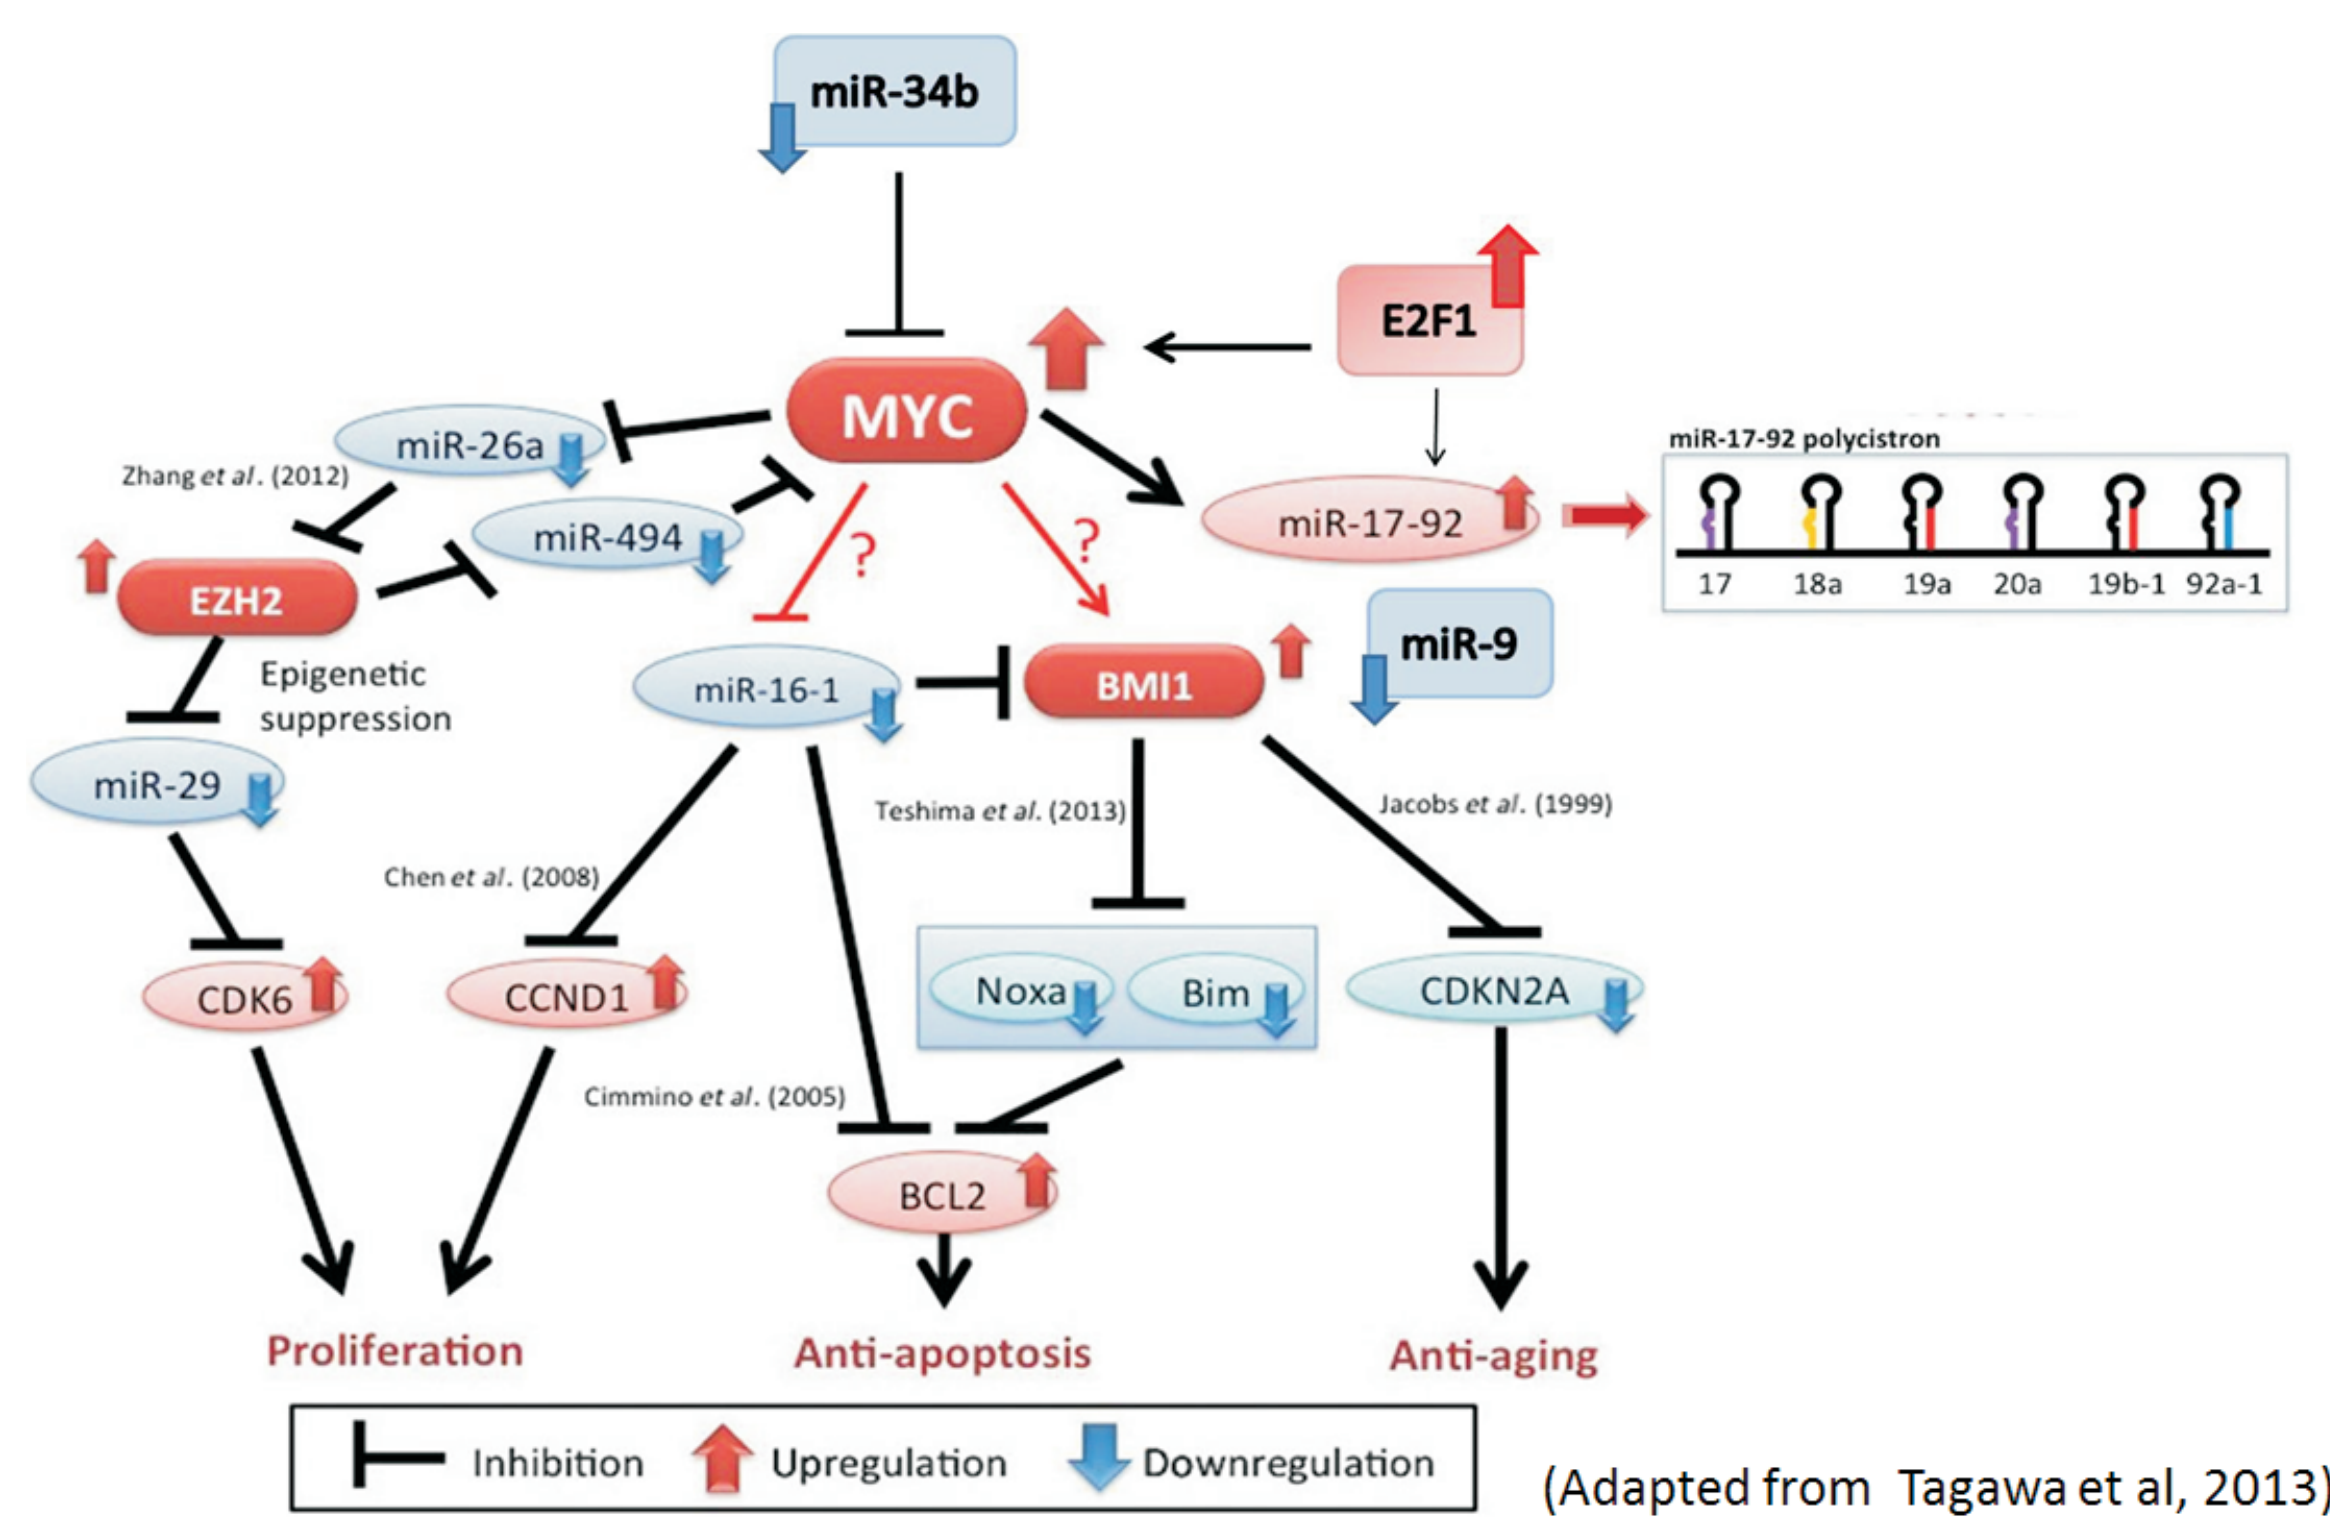 miR-34b
E2F1
MYC
miR-26a
Zhang et al. (2012)
miR-494
miR-17-92
miR-17-92 polycistron
17 18a 19a 20a 19b-1 92a-1
?
?
EZH2
Epigenetic
suppression
miR-16-1
BMI1
miR-9
miR-29
Teshima et al. (2013)
Jacobs et al. (1999)
Chen et al. (2008)
CDK6
CCND1
Noxa
Bim
CDKN2A
Cimmino et al. (2005)
BCL2
Proliferation
Anti-apoptosis
Anti-aging
Inhibition
Upregulation
Downregulation
(Adapted from Tagawa et al, 2013)